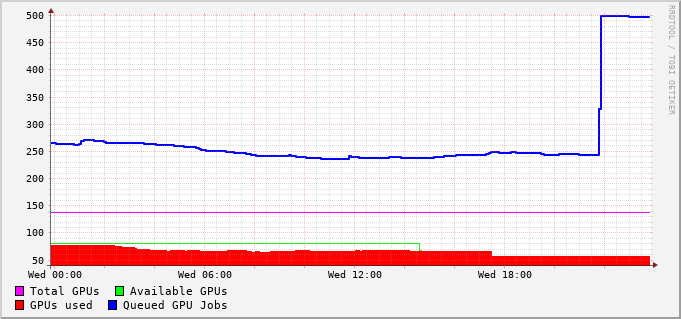 500
450
400
350
300
250
200
150
100
50
Wed 00:00 Wed 06:00 Wed 12:00 Wed 18:00
Total GPUs Available GPUs
GPUs used Queued GPU Jobs
RRDTOOL / TOBI OETIKER